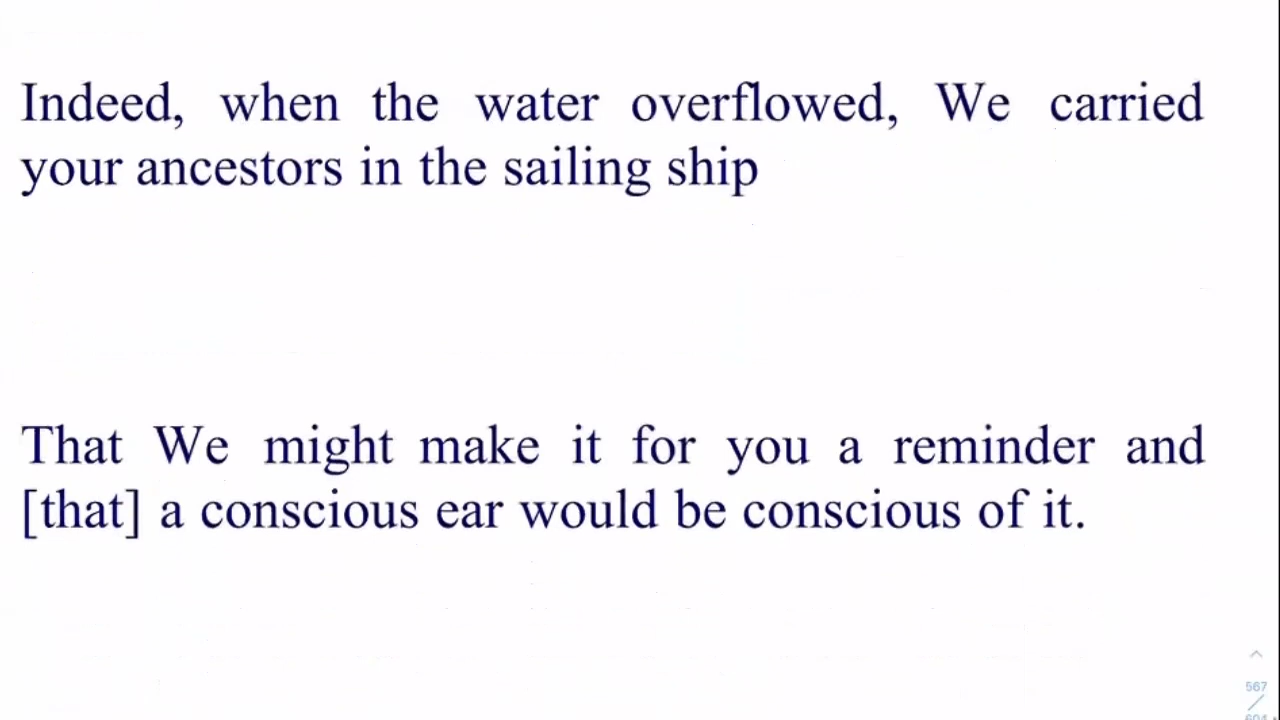 Indeed, when the water overflowed, We carried
your ancestors in the sailing ship
That We might make it for you a reminder and
[that] a conscious ear would be conscious of it.
567
/
604